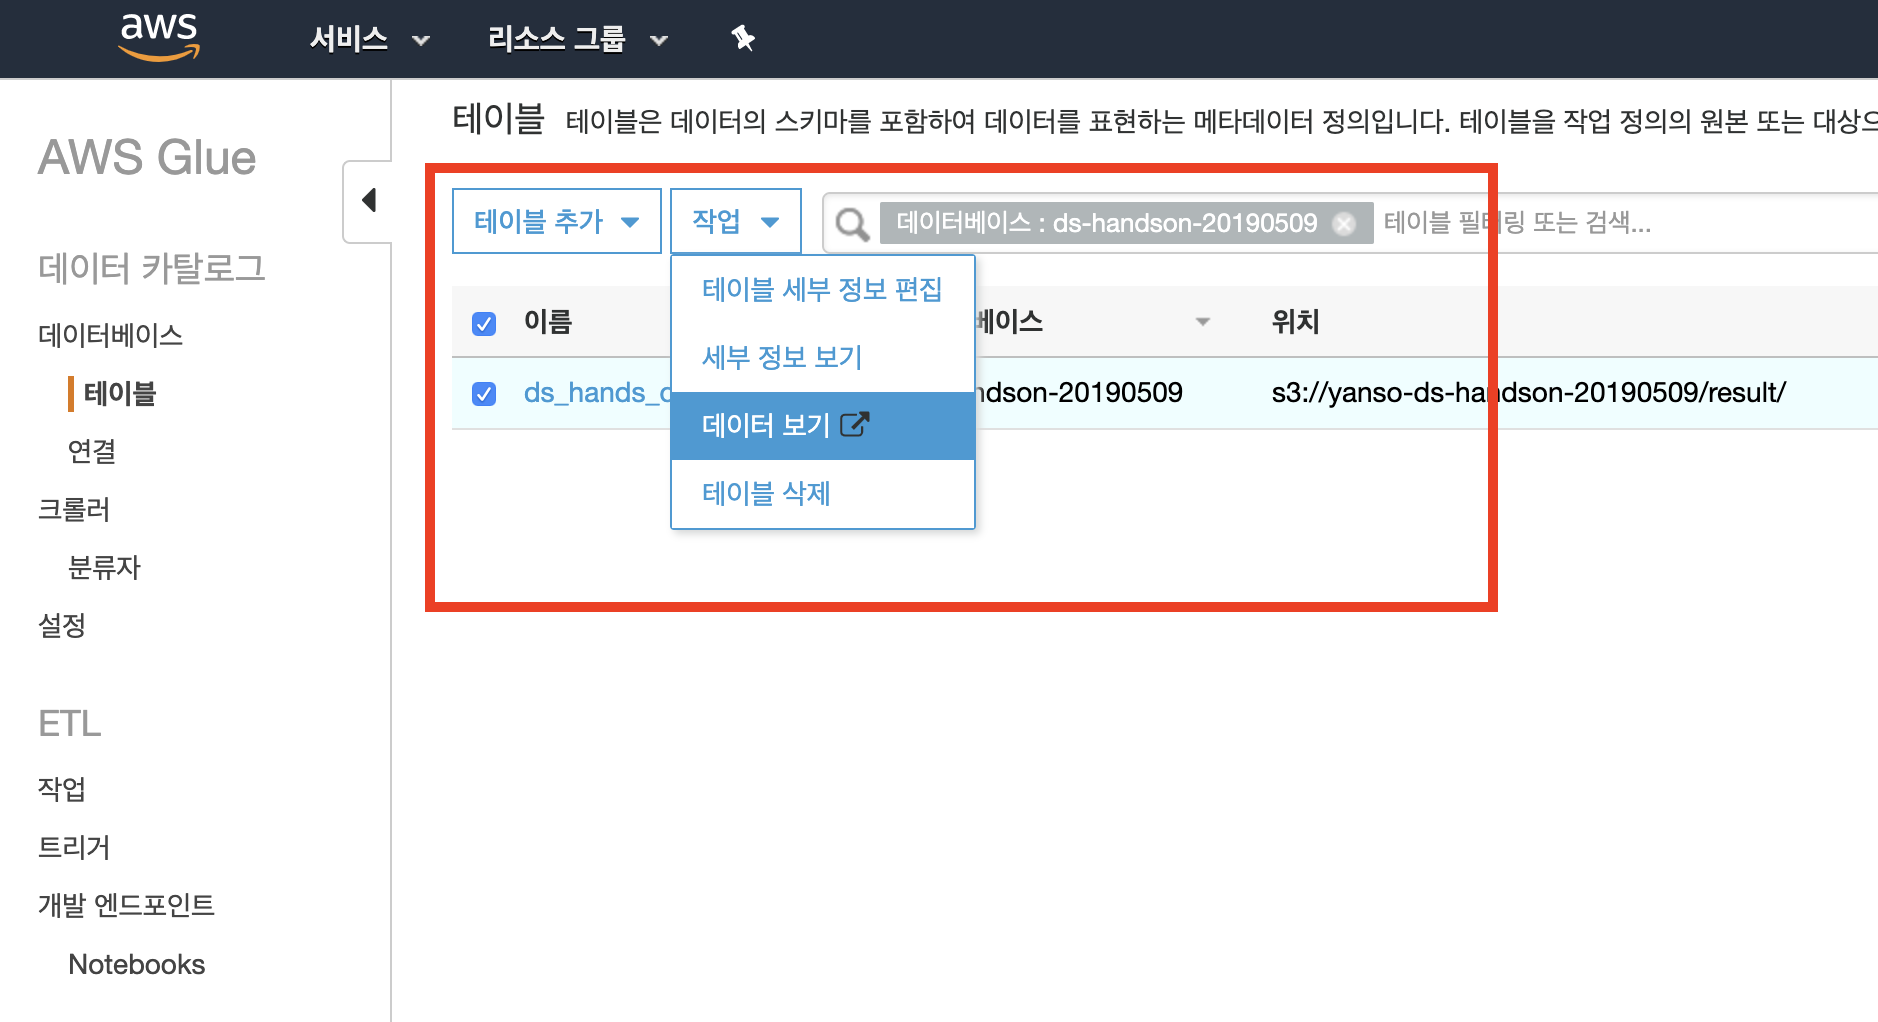 aws 서비스 리소스 그룹
AWS Glue
데이터 카탈로그
데이터베이스
테이블
연결
크롤러
분류자
설정
ETL
작업
트리거
개발 엔드포인트
Notebooks
테이블 테이블은 데이터의 스키마를 포함하여 데이터를 표현하는 메타데이터 정의입니다. 테이블을 작업 정의의 원본 또는 대상으
테이블 추가 작업 데이터베이스 : ds-handson-20190509 테이블 필터링 또는 검색...
테이블 세부 정보 편집
세부 정보 보기
데이터 보기
테이블 삭제
이름 베이스 위치
ds_hands_ ndson-20190509 s3://yanso-ds-handson-20190509/result/